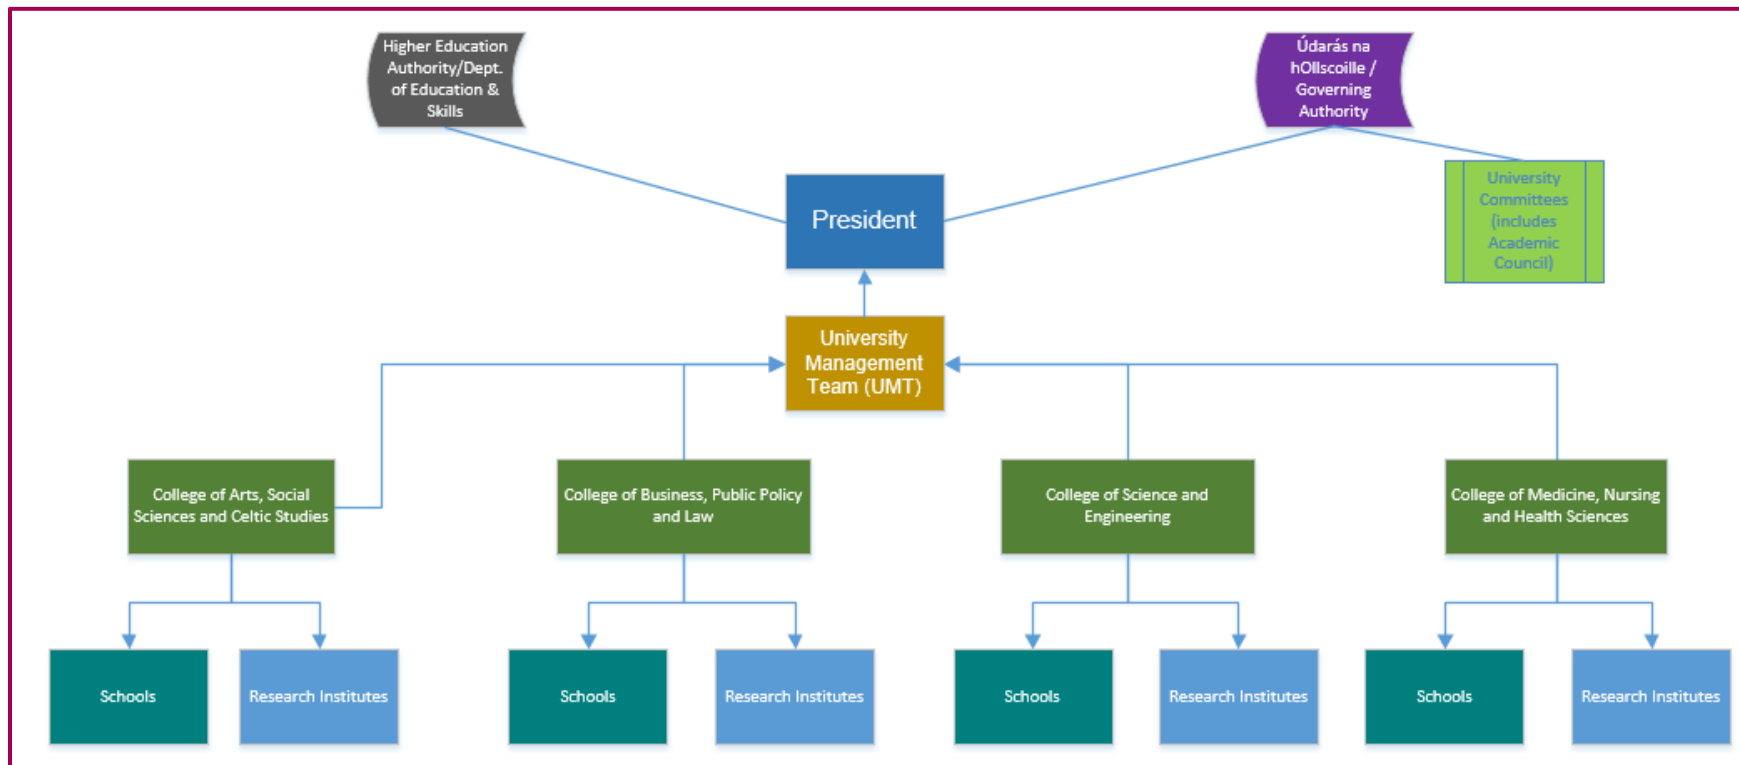 Higher Education
Authority/Dept.
of Education &
Skills
Údarás na
hOllscoille /
Governing
Authority
University
Committees
(includes
Academic
Council)
President
University
Management
Team (UMT)
College of Arts, Social
Sciences and Celtic Studies
College of Business, Public Policy
and Law
College of Science and
Engineering
College of Medicine, Nursing
and Health Sciences
Schools
Research Institutes
Schools
Research Institutes
Schools
Research Institutes
Schools
Research Institutes